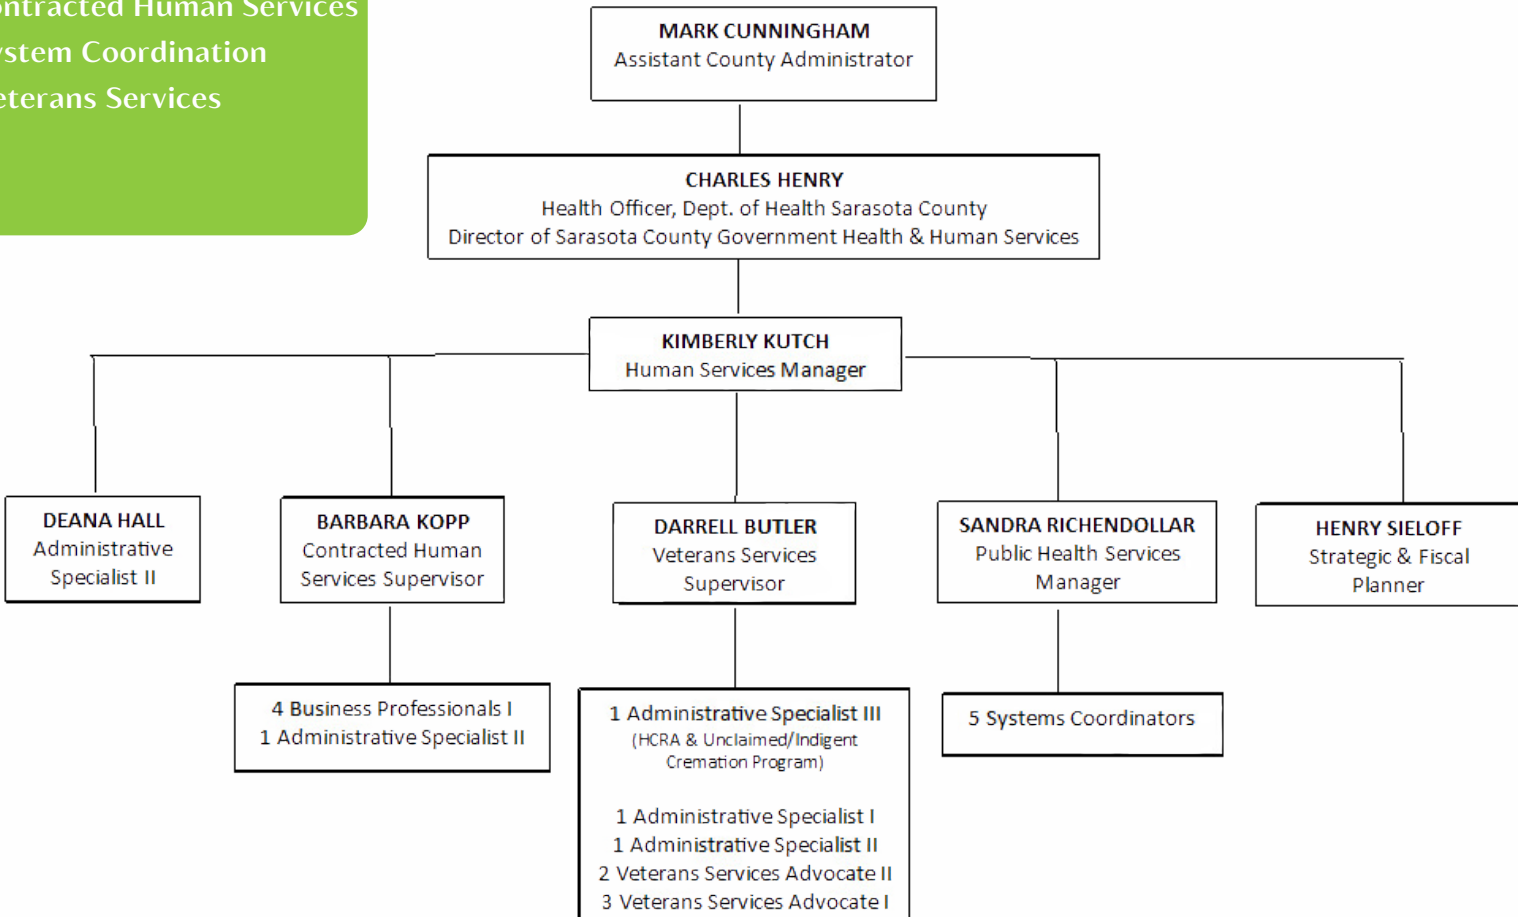 ontracted Human Services
ystem Coordination
eterans Services
MARK CUNNINGHAM
Assistant County Administrator
CHARLES HENRY
Health Officer, Dept. of Health Sarasota County
Director of Sarasota County Government Health & Human Services
KIMBERLY KUTCH
Human Services Manager
DEANA HALL
Administrative
Specialist II
BARBARA KOPP
Contracted Human
Services Supervisor
DARRELL BUTLER
Veterans Services
Supervisor
SANDRA RICHENDOLLAR
Public Health Services
Manager
HENRY SIELOFF
Strategic & Fiscal
Planner
4 Business Professionals I
1 Administrative Specialist II
1 Administrative Specialist III
(HCRA & Unclaimed/Indigent
Cremation Program)
1 Administrative Specialist I
1 Administrative Specialist II
2 Veterans Services Advocate II
3 Veterans Services Advocate I
5 Systems Coordinators